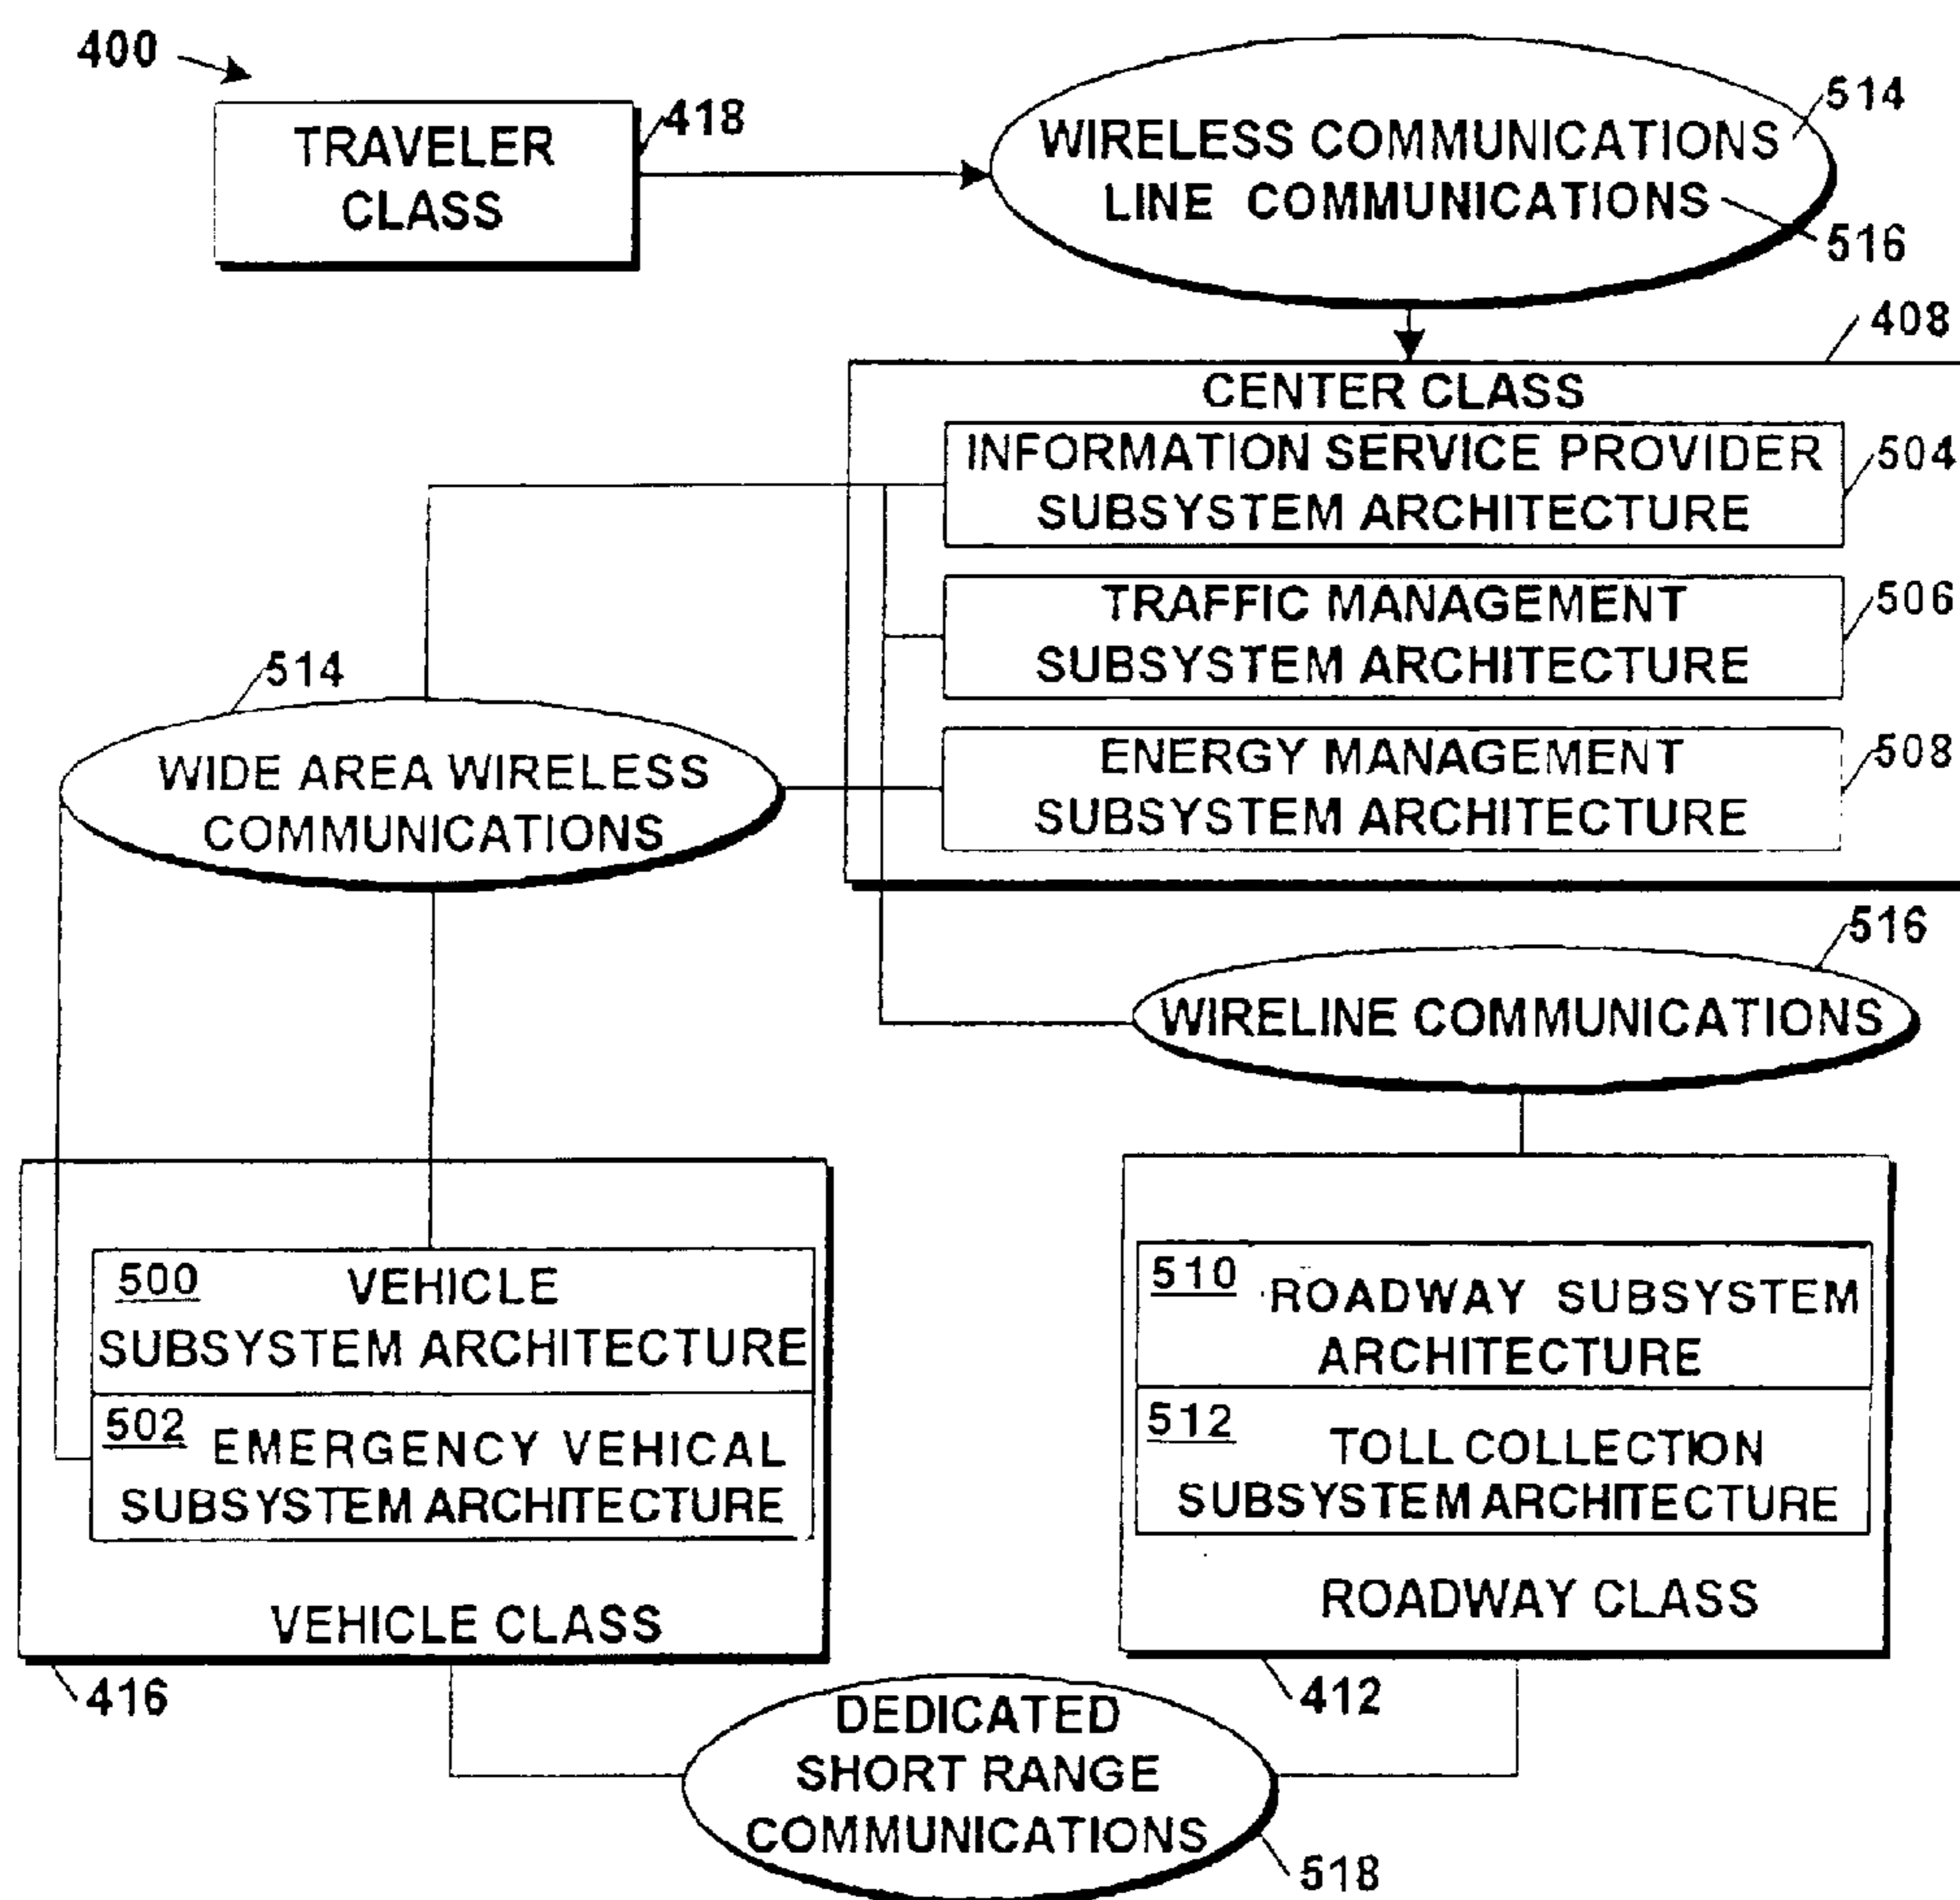 400
TRAVELER
CLASS
418
WIRELESS COMMUNICATIONS
LINE COMMUNICATIONS
514
516
408
CENTER CLASS
INFORMATION SERVICE PROVIDER
SUBSYSTEM ARCHITECTURE
504
TRAFFIC MANAGEMENT
SUBSYSTEM ARCHITECTURE
506
ENERGY MANAGEMENT
SUBSYSTEM ARCHITECTURE
508
514
WIDE AREA WIRELESS
COMMUNICATIONS
516
WIRELINE COMMUNICATIONS
500 VEHICLE
SUBSYSTEM ARCHITECTURE
502 EMERGENCY VEHICAL
SUBSYSTEM ARCHITECTURE
VEHICLE CLASS
416
510 ROADWAY SUBSYSTEM
ARCHITECTURE
512 TOLL COLLECTION
SUBSYSTEM ARCHITECTURE
ROADWAY CLASS
412
DEDICATED
SHORT RANGE
COMMUNICATIONS
518